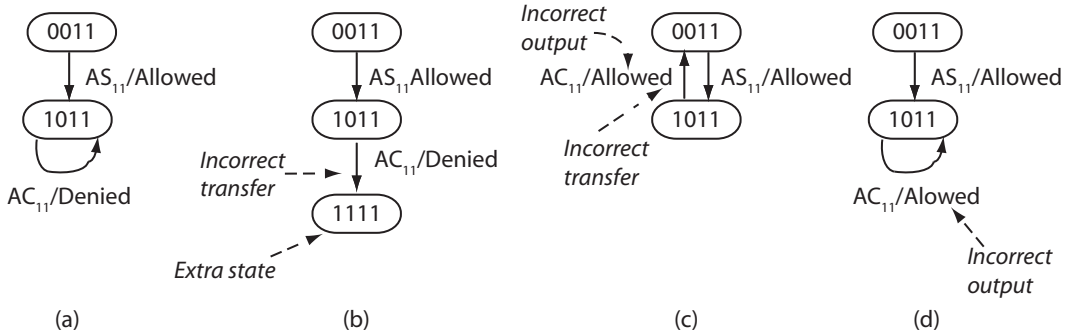 0011
AS11/Allowed
1011
AC11/Denied
(a)
0011
AS11Allowed
1011
Incorrect
transfer
AC11/Denied
1111
Extra state
(b)
Incorrect
output
0011
AC11/Allowed
AS11/Allowed
1011
Incorrect
transfer
(c)
0011
AS11/Allowed
1011
AC11/Alowed
Incorrect
output
(d)